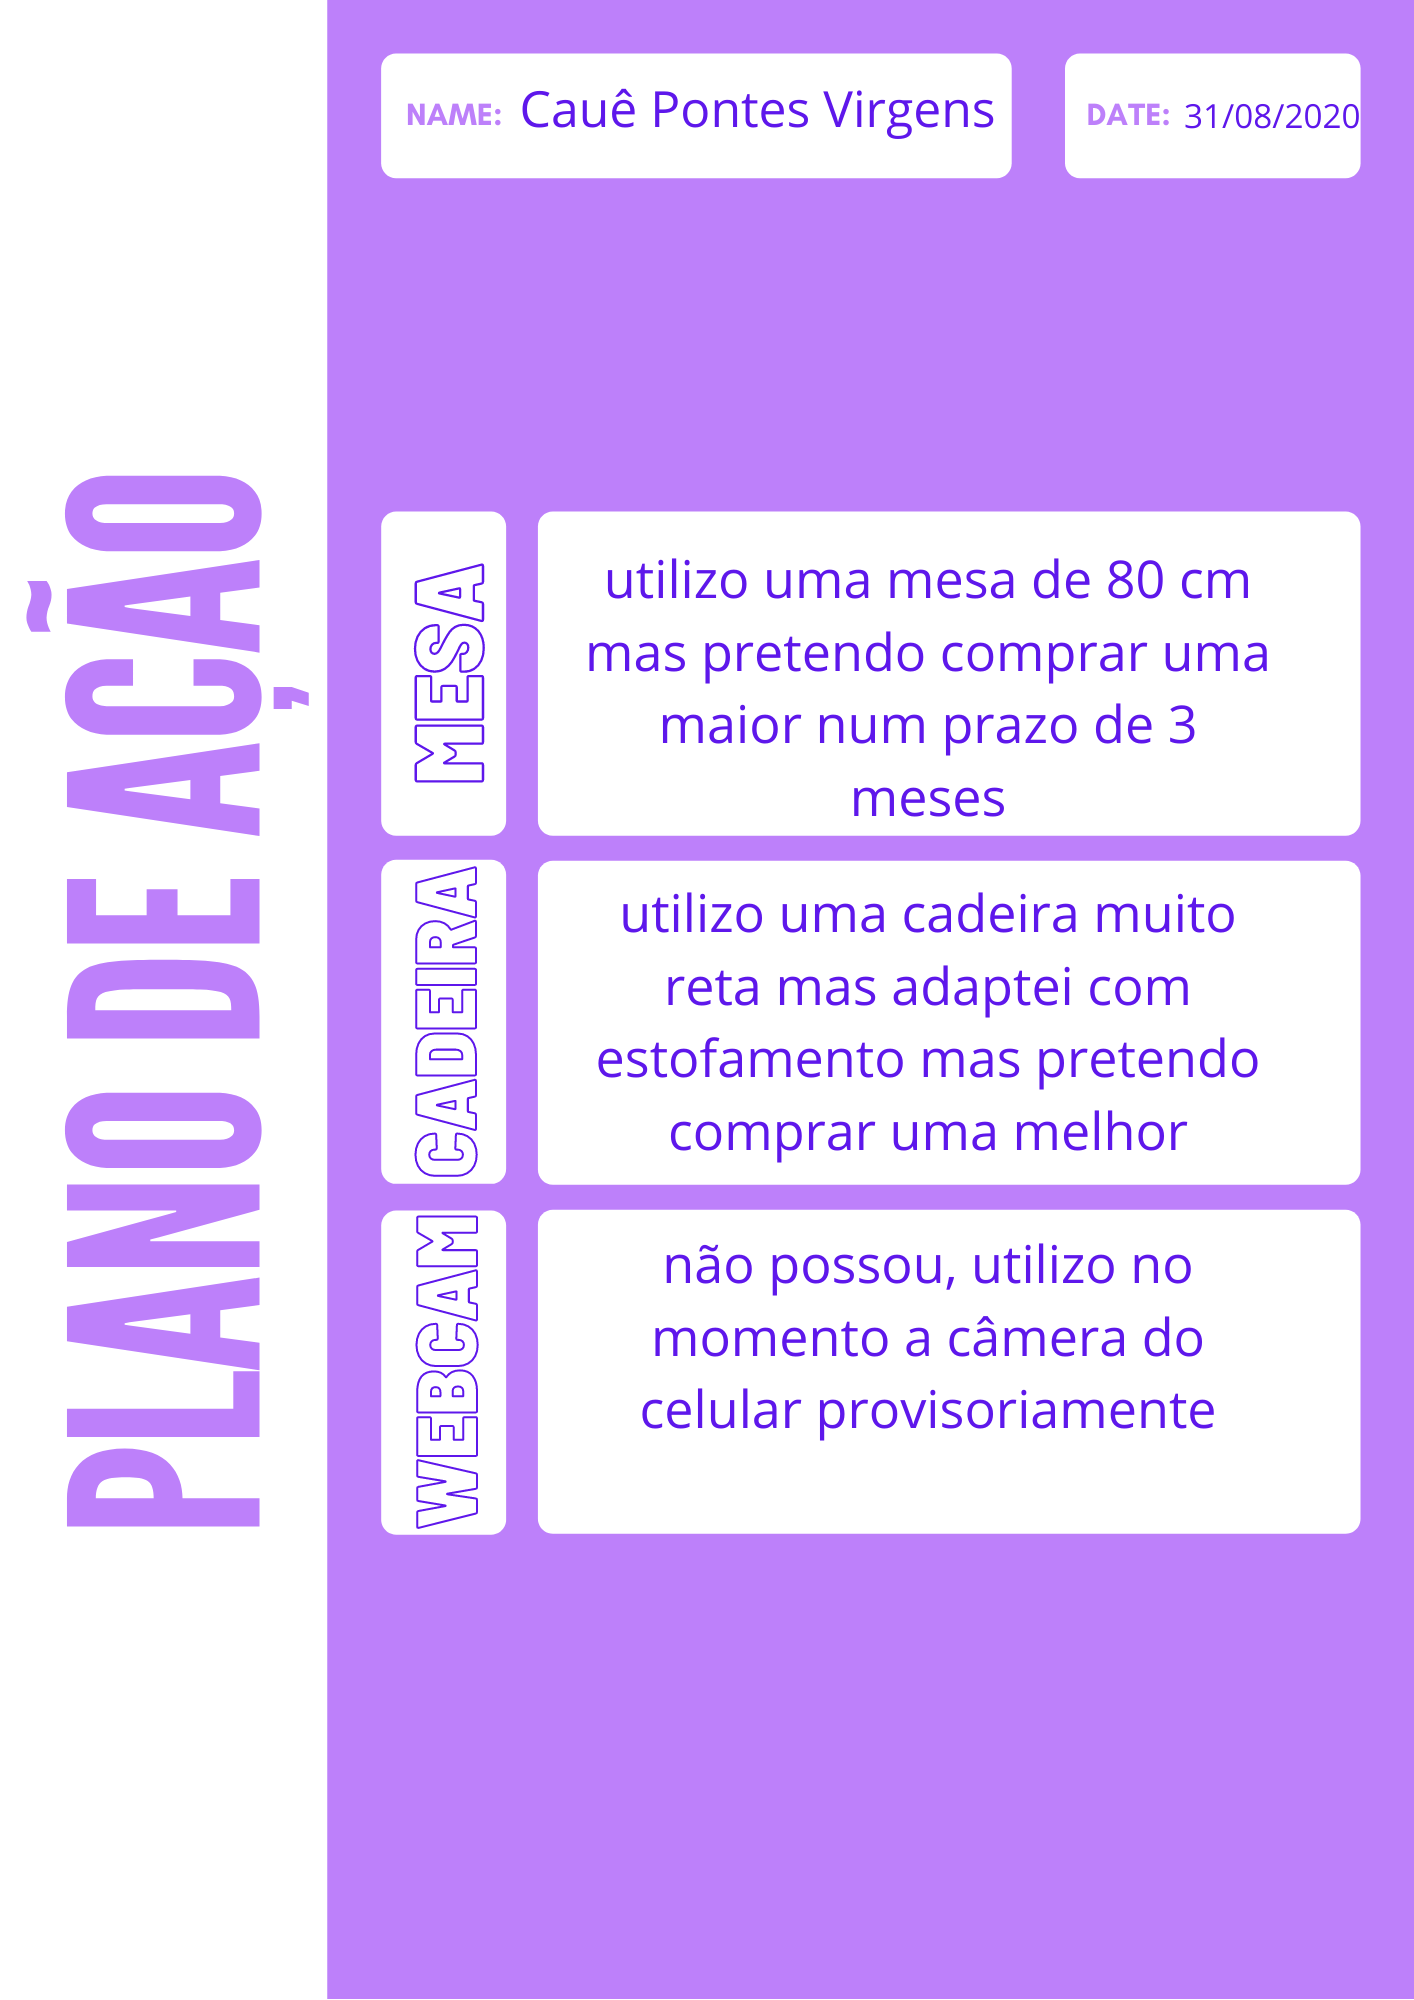 PLANO DE AÇÃO
NAME: Cauê Pontes Virgens
DATE: 31/08/2020
MESA
utilizo uma mesa de 80 cm
mas pretendo comprar uma
maior num prazo de 3
meses
CADEIRA
utilizo uma cadeira muito
reta mas adaptei com
estofamento mas pretendo
comprar uma melhor
WEBCAM
não possou, utilizo no
momento a câmera do
celular provisoriamente